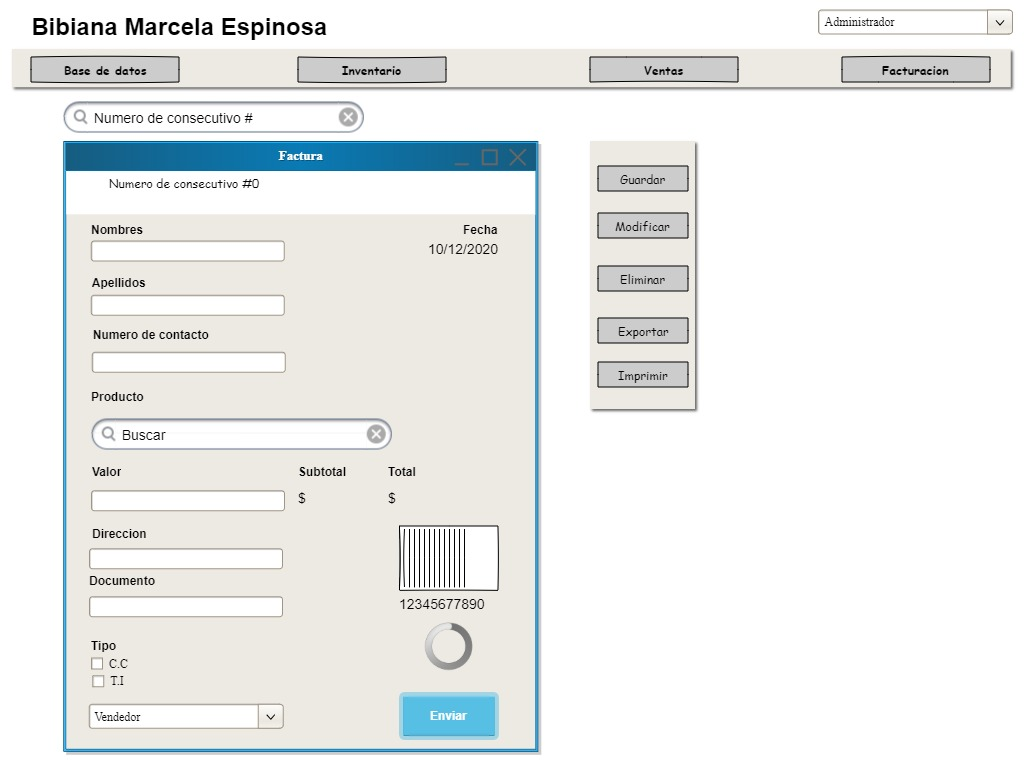 Bibiana Marcela Espinosa
Administrador
Base de datos
Inventario
Ventas
Facturacion
Numero de consecutivo #
Factura
Numero de consecutivo #0
Nombres
Fecha
10/12/2020
Apellidos
Numero de contacto
Producto
Buscar
Valor
Subtotal
Total
$
$
Direccion
Documento
12345677890
Tipo
C.C
T.I
Vendedor
Enviar
Guardar
Modificar
Eliminar
Exportar
Imprimir